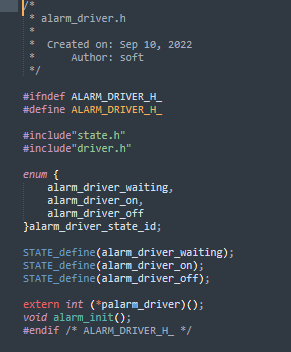 /*
 * alarm_driver.h
 *
 *  Created on: Sep 10, 2022
 *      Author: soft
 */

#ifndef ALARM_DRIVER_H_
#define ALARM_DRIVER_H_

#include"state.h"
#include"driver.h"

enum {
    alarm_driver_waiting,
    alarm_driver_on,
    alarm_driver_off
}alarm_driver_state_id;

STATE_define(alarm_driver_waiting);
STATE_define(alarm_driver_on);
STATE_define(alarm_driver_off);

extern int (*palarm_driver)();
void alarm_init();
#endif /* ALARM_DRIVER_H_ */